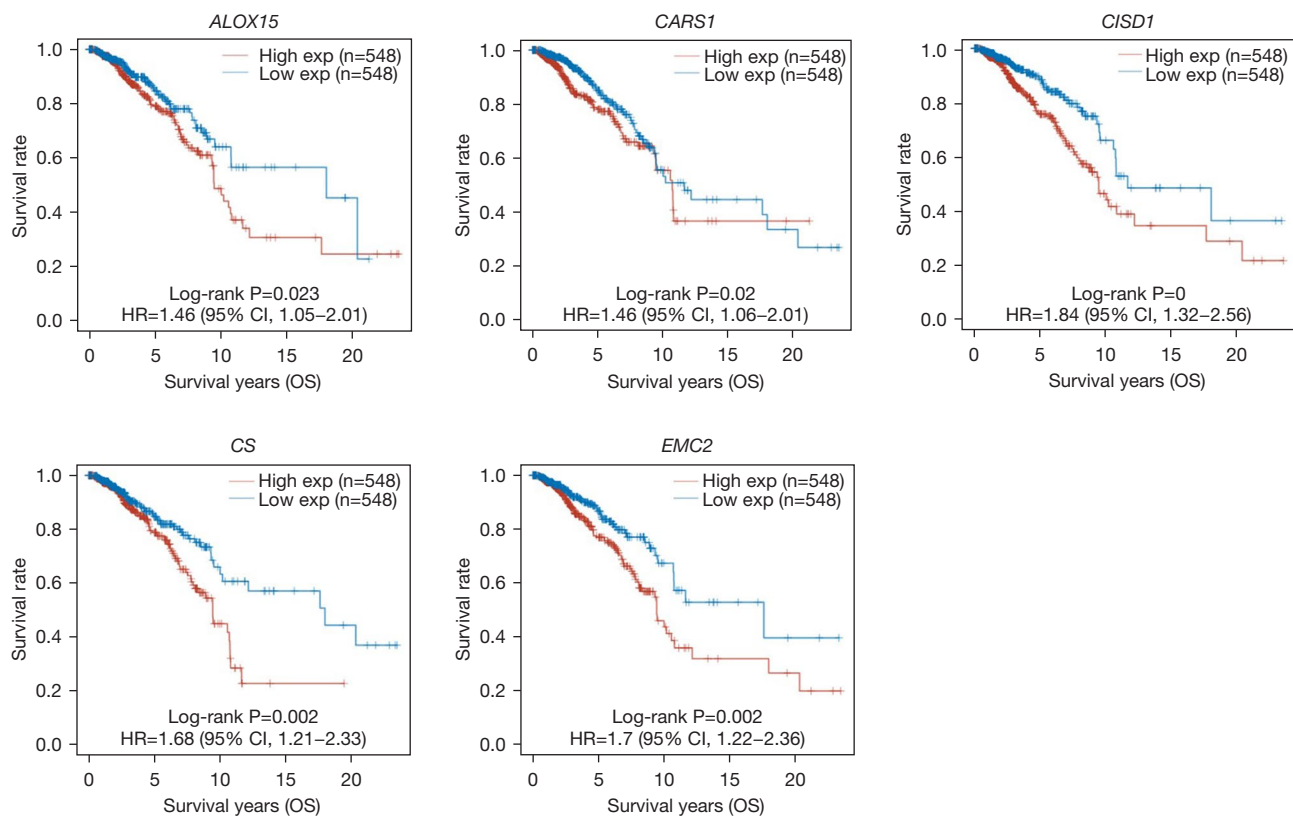 ALOX15
1.0
0.8
0.6
0.4
0.2
0.0
Survival rate
High exp (n=548)
Low exp (n=548)
Log-rank P=0.023
HR=1.46 (95% CI, 1.05–2.01)
0 5 10 15 20
Survival years (OS)
CARS1
1.0
0.8
0.6
0.4
0.2
0.0
Survival rate
High exp (n=548)
Low exp (n=548)
Log-rank P=0.02
HR=1.46 (95% CI, 1.06–2.01)
0 5 10 15 20
Survival years (OS)
CISD1
1.0
0.8
0.6
0.4
0.2
0.0
Survival rate
High exp (n=548)
Low exp (n=548)
Log-rank P=0
HR=1.84 (95% CI, 1.32–2.56)
0 5 10 15 20
Survival years (OS)
CS
1.0
0.8
0.6
0.4
0.2
0.0
Survival rate
High exp (n=548)
Low exp (n=548)
Log-rank P=0.002
HR=1.68 (95% CI, 1.21–2.33)
0 5 10 15 20
Survival years (OS)
EMC2
1.0
0.8
0.6
0.4
0.2
0.0
Survival rate
High exp (n=548)
Low exp (n=548)
Log-rank P=0.002
HR=1.7 (95% CI, 1.22–2.36)
0 5 10 15 20
Survival years (OS)